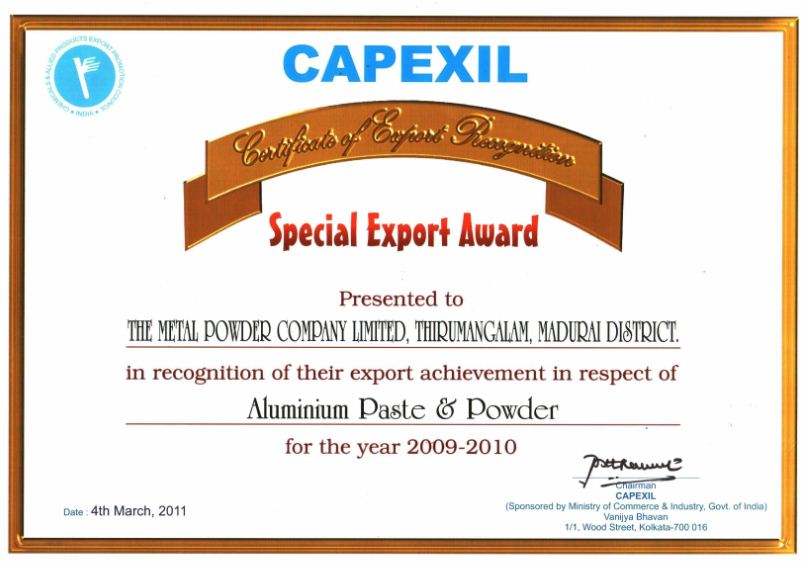 CHEMICALS & ALLIED PRODUCTS EXPORT PROMOTION COUNCIL * INDIA *
CAPEXIL
Certificate of Export Recognition
Special Export Award
Presented to
THE METAL POWDER COMPANY LIMITED, THIRUMANGALAM, MADURAI DISTRICT.
in recognition of their export achievement in respect of
Aluminium Paste & Powder
for the year 2009-2010
Chairman
CAPEXIL
(Sponsored by Ministry of Commerce & Industry, Govt. of India)
Vanijya Bhavan
1/1, Wood Street, Kolkata-700 016
Date : 4th March, 2011